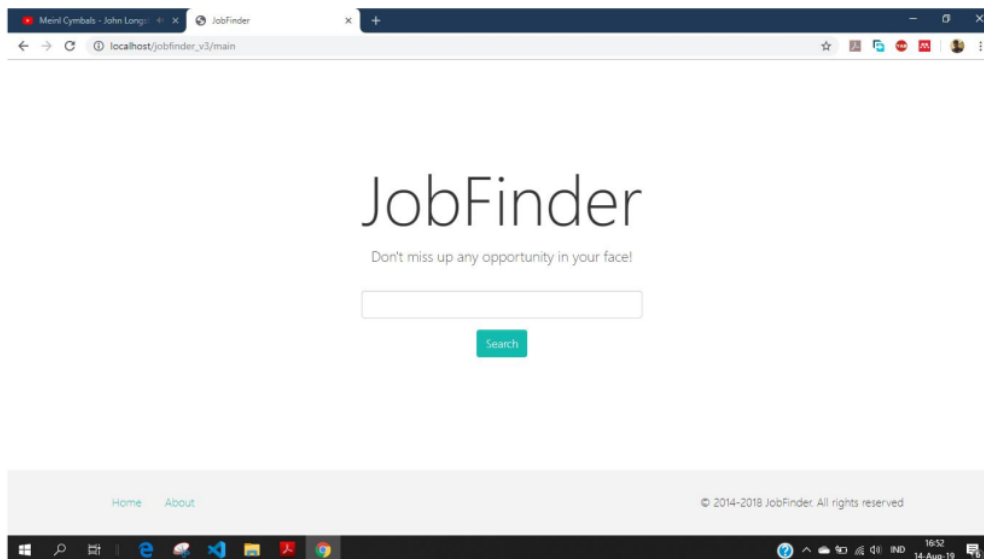 Meinl Cymbals - John Longs
JobFinder
localhost/jobfinder_v3/main
JobFinder
Don't miss up any opportunity in your face!
Search
Home About
© 2014-2018 JobFinder. All rights reserved
IND
16:52
14-Aug-19